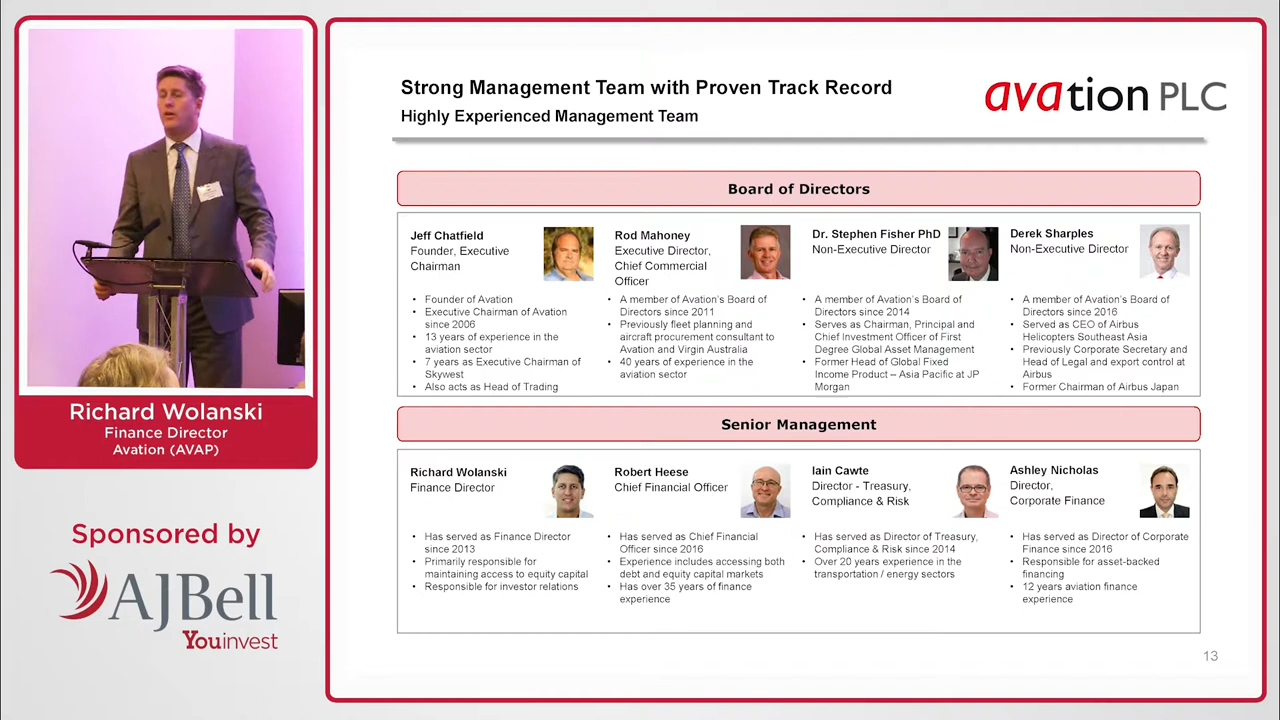 Strong Management Team with Proven Track Record
Highly Experienced Management Team
avation PLC
Board of Directors
Jeff Chatfield
Founder, Executive
Chairman
• Founder of Avation
• Executive Chairman of Avation
since 2006
• 13 years of experience in the
aviation sector
• 7 years as Executive Chairman of
Skywest
• Also acts as Head of Trading
Rod Mahoney
Executive Director,
Chief Commercial
Officer
• A member of Avation's Board of
Directors since 2011
• Previously fleet planning and
aircraft procurement consultant to
Avation and Virgin Australia
• 40 years of experience in the
aviation sector
Dr. Stephen Fisher PhD
Non-Executive Director
• A member of Avation's Board of
Directors since 2014
• Serves as Chairman, Principal and
Chief Investment Officer of First
Degree Global Asset Management
• Former Head of Global Fixed
Income Product – Asia Pacific at JP
Morgan
Derek Sharples
Non-Executive Director
• A member of Avation's Board of
Directors since 2016
• Served as CEO of Airbus
Helicopters Southeast Asia
• Previously Corporate Secretary and
Head of Legal and export control at
Airbus
• Former Chairman of Airbus Japan
Senior Management
Richard Wolanski
Finance Director
• Has served as Finance Director
since 2013
• Primarily responsible for
maintaining access to equity capital
• Responsible for investor relations
Robert Heese
Chief Financial Officer
• Has served as Chief Financial
Officer since 2016
• Experience includes accessing both
debt and equity capital markets
• Has over 35 years of finance
experience
Iain Cawte
Director - Treasury,
Compliance & Risk
• Has served as Director of Treasury,
Compliance & Risk since 2014
• Over 20 years experience in the
transportation / energy sectors
Ashley Nicholas
Director,
Corporate Finance
• Has served as Director of Corporate
Finance since 2016
• Responsible for asset-backed
financing
• 12 years aviation finance
experience
13
Richard Wolanski
Finance Director
Avation (AVAP)
Sponsored by
AJBell
Youinvest